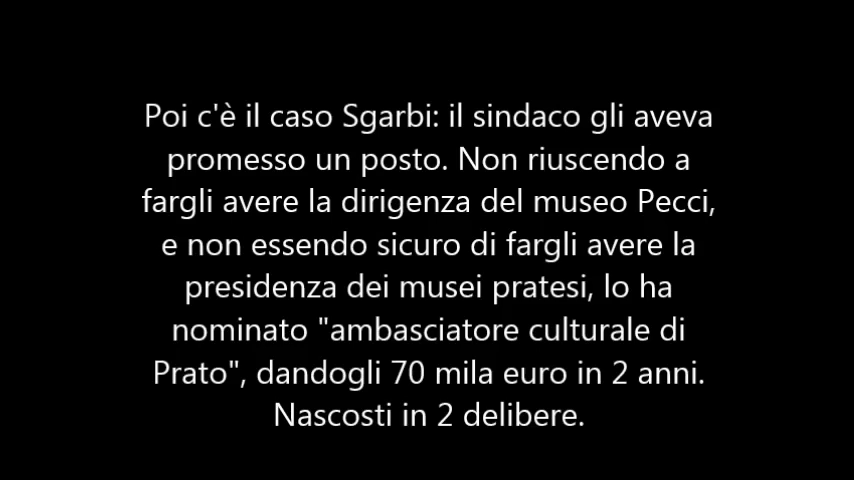 Poi c'è il caso Sgarbi: il sindaco gli aveva
promesso un posto. Non riuscendo a
fargli avere la dirigenza del museo Pecci,
e non essendo sicuro di fargli avere la
presidenza dei musei pratesi, lo ha
nominato "ambasciatore culturale di
Prato", dandogli 70 mila euro in 2 anni.
Nascosti in 2 delibere.